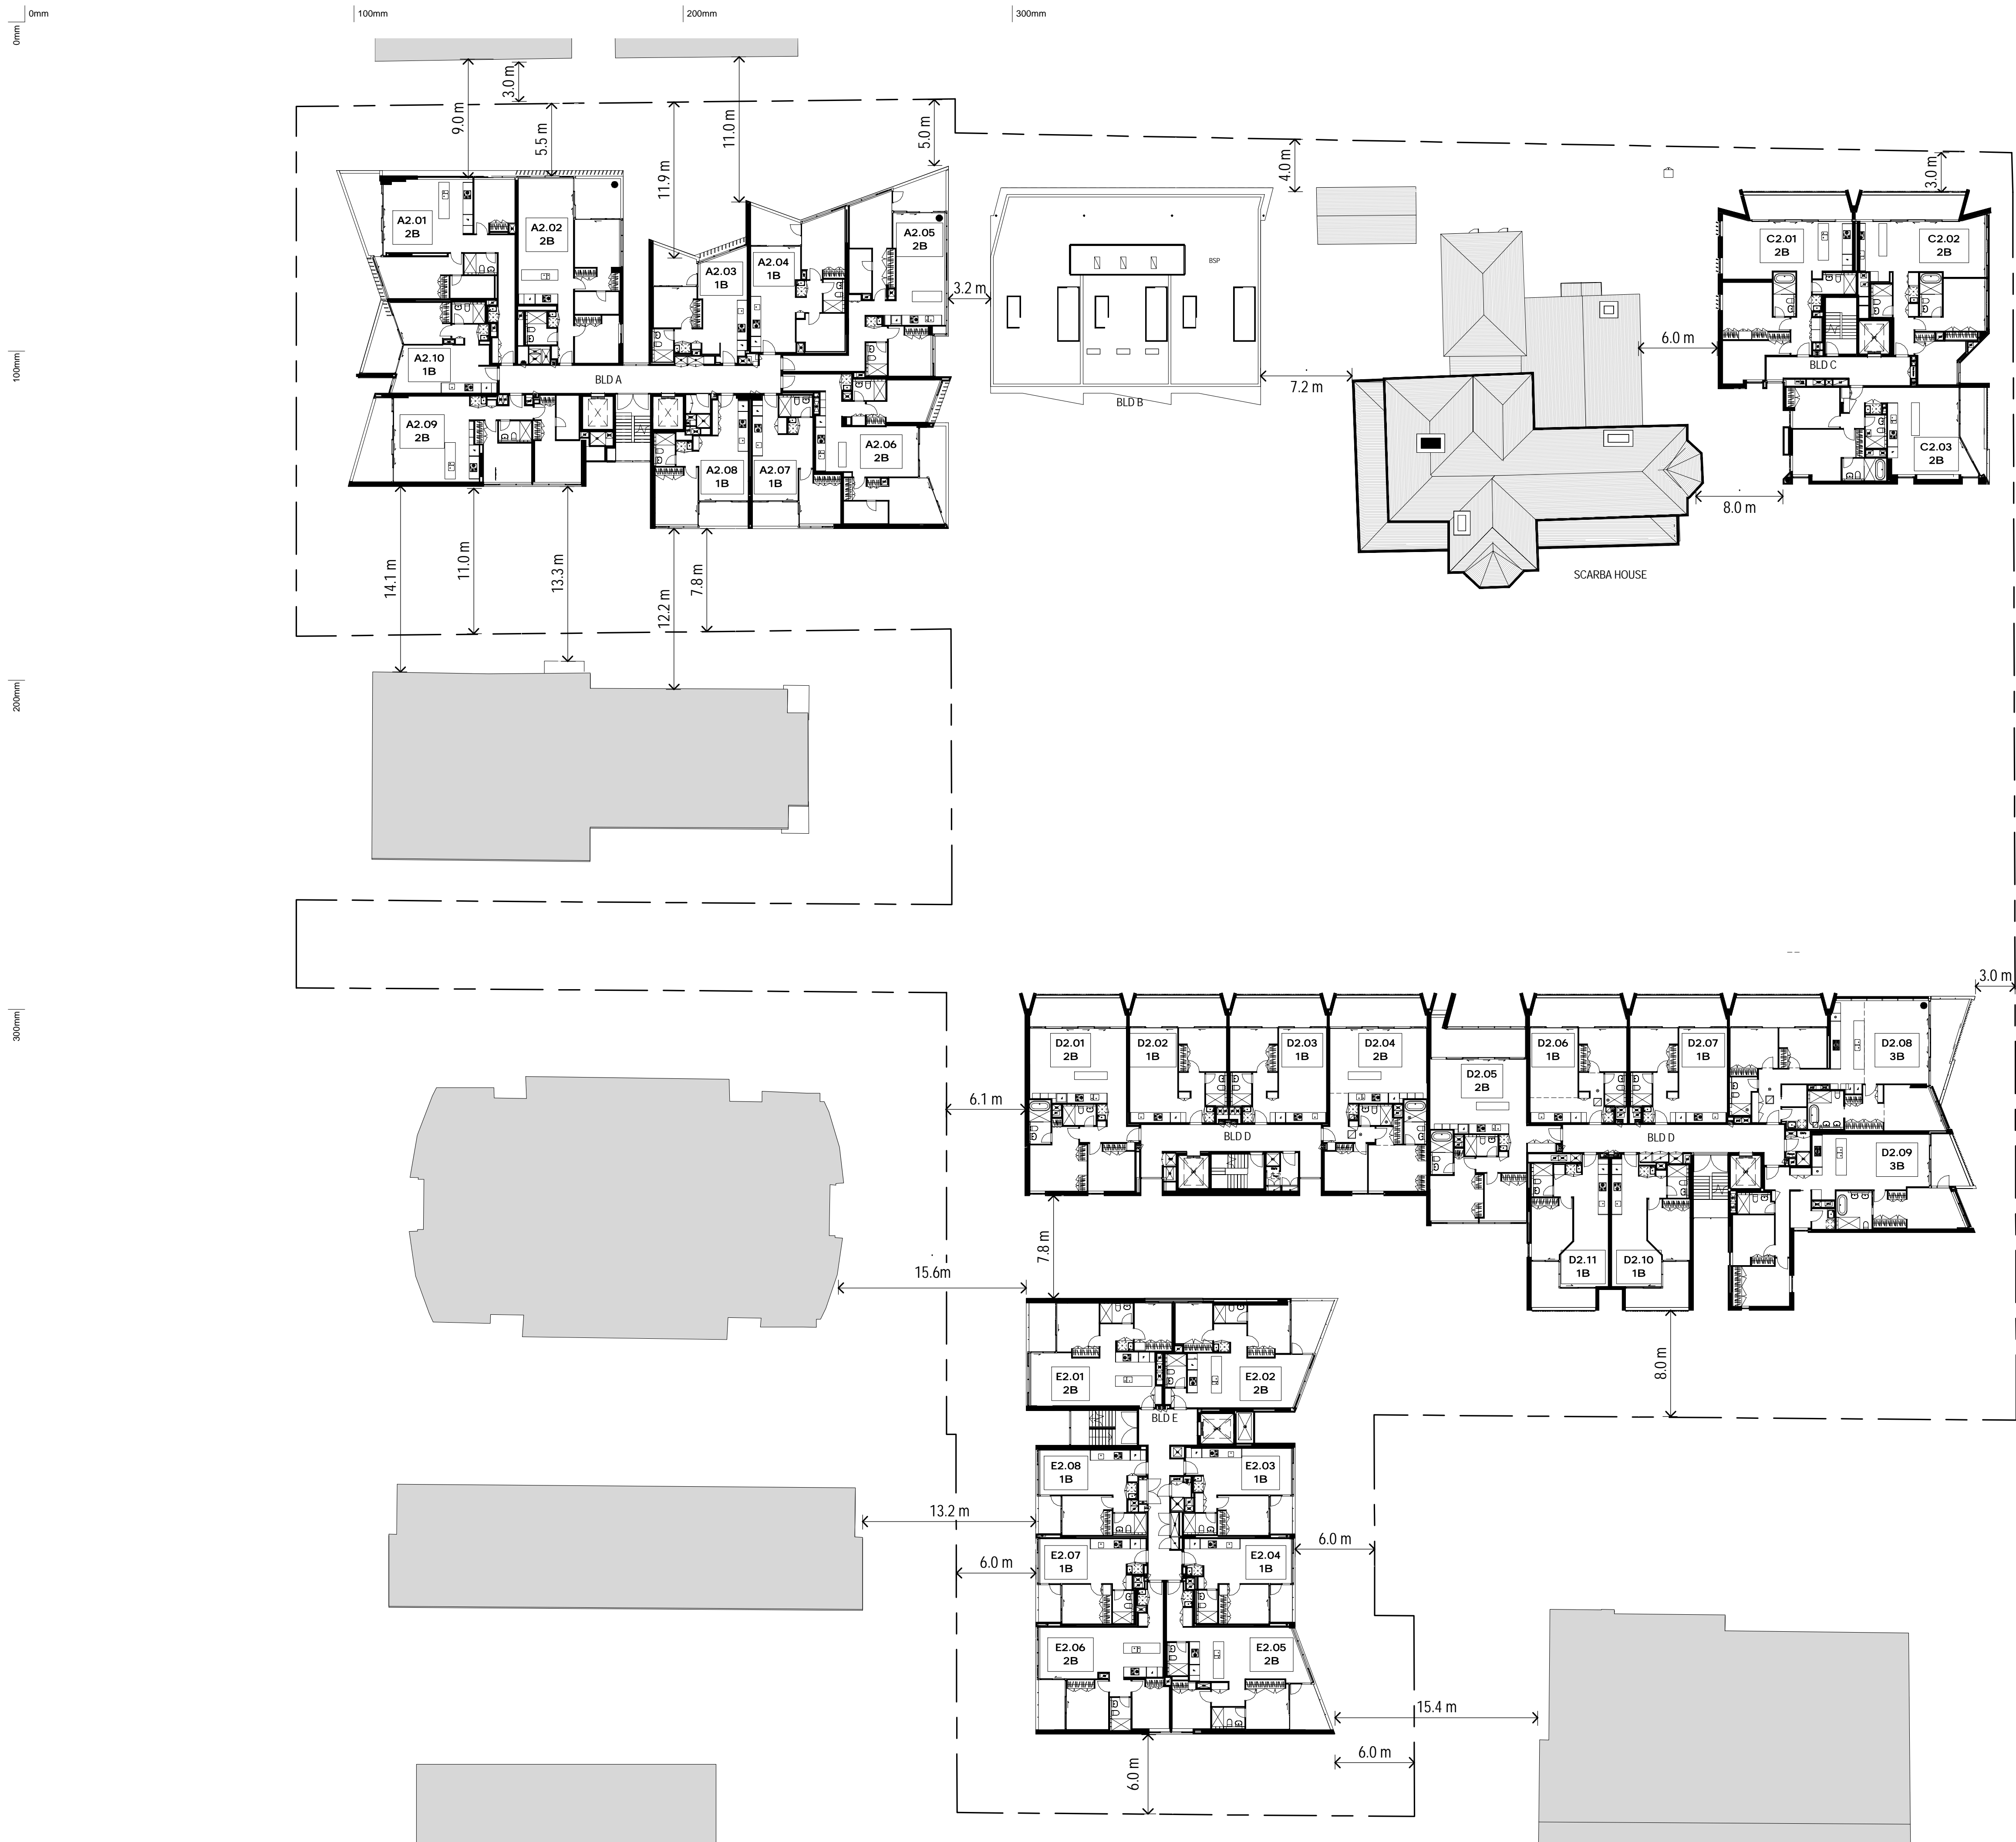 0mm
100mm
200mm
300mm
0mm
100mm
200mm
300mm
9.0 m
3.0 m
5.5 m
11.9 m
11.0 m
5.0 m
4.0 m
3.0 m
A2.01
2B
A2.02
2B
A2.03
1B
A2.04
1B
A2.05
2B
A2.10
1B
BLD A
A2.09
2B
A2.08
1B
A2.07
1B
A2.06
2B
3.2 m
BSP
BLD B
7.2 m
6.0 m
C2.01
2B
C2.02
2B
BLD C
C2.03
2B
8.0 m
SCARBA HOUSE
14.1 m
11.0 m
13.3 m
12.2 m
7.8 m
3.0 m
D2.01
2B
D2.02
1B
D2.03
1B
D2.04
2B
D2.05
2B
D2.06
1B
D2.07
1B
D2.08
3B
6.1 m
BLD D
BLD D
D2.09
3B
D2.11
1B
D2.10
1B
7.8 m
15.6m
8.0 m
E2.01
2B
E2.02
2B
BLD E
E2.08
1B
E2.03
1B
13.2 m
6.0 m
E2.07
1B
E2.04
1B
6.0 m
E2.06
2B
E2.05
2B
15.4 m
6.0 m
6.0 m